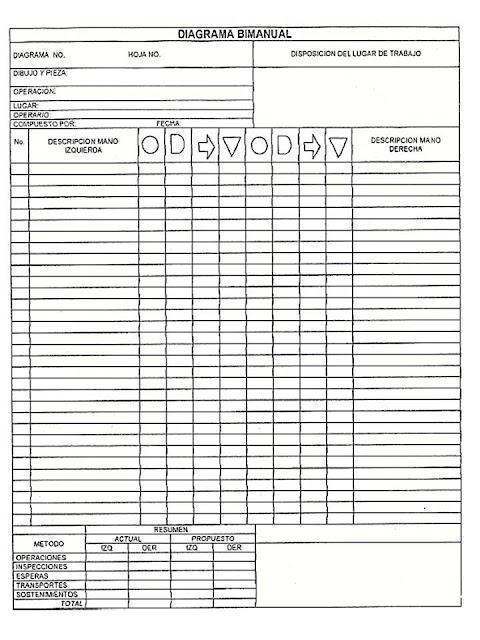 DIAGRAMA BIMANUAL
DIAGRAMA NO. HOJA NO. DISPOSICION DEL LUGAR DE TRABAJO
DIBUJO Y PIEZA:
OPERACIÓN:
LUGAR:
OPERARIO:
COMPUESTO POR: FECHA:
No. DESCRIPCION MANO IZQUIERDA DESCRIPCION MANO DERECHA
RESUMEN
METODO ACTUAL PROPUESTO
IZQ DER IZQ DER
OPERACIONES
INSPECCIONES
ESPERAS
TRANSPORTES
SOSTENIMIENTOS
TOTAL